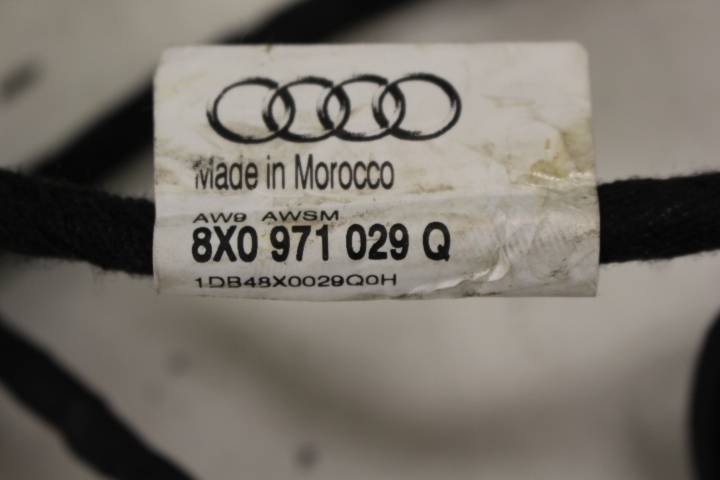 Made in Morocco
AW9 AWSM
8X0 971 029 Q
1DB48X0029Q0H